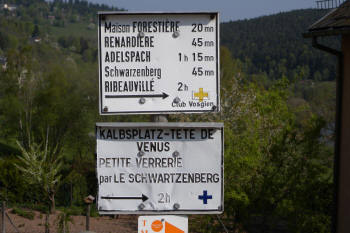 Maison FORESTIÈRE 20 mn
RENARDIÈRE 45 mn
ADELSPACH 1h 15 mn
Schwarzenberg 45 mn
RIBEAUVILLÉ 2h
Club Vosgien
KALBSPLATZ-TETE DE
VENUS
PETITE VERRERIE
par LE SCHWARTZENBERG
2h